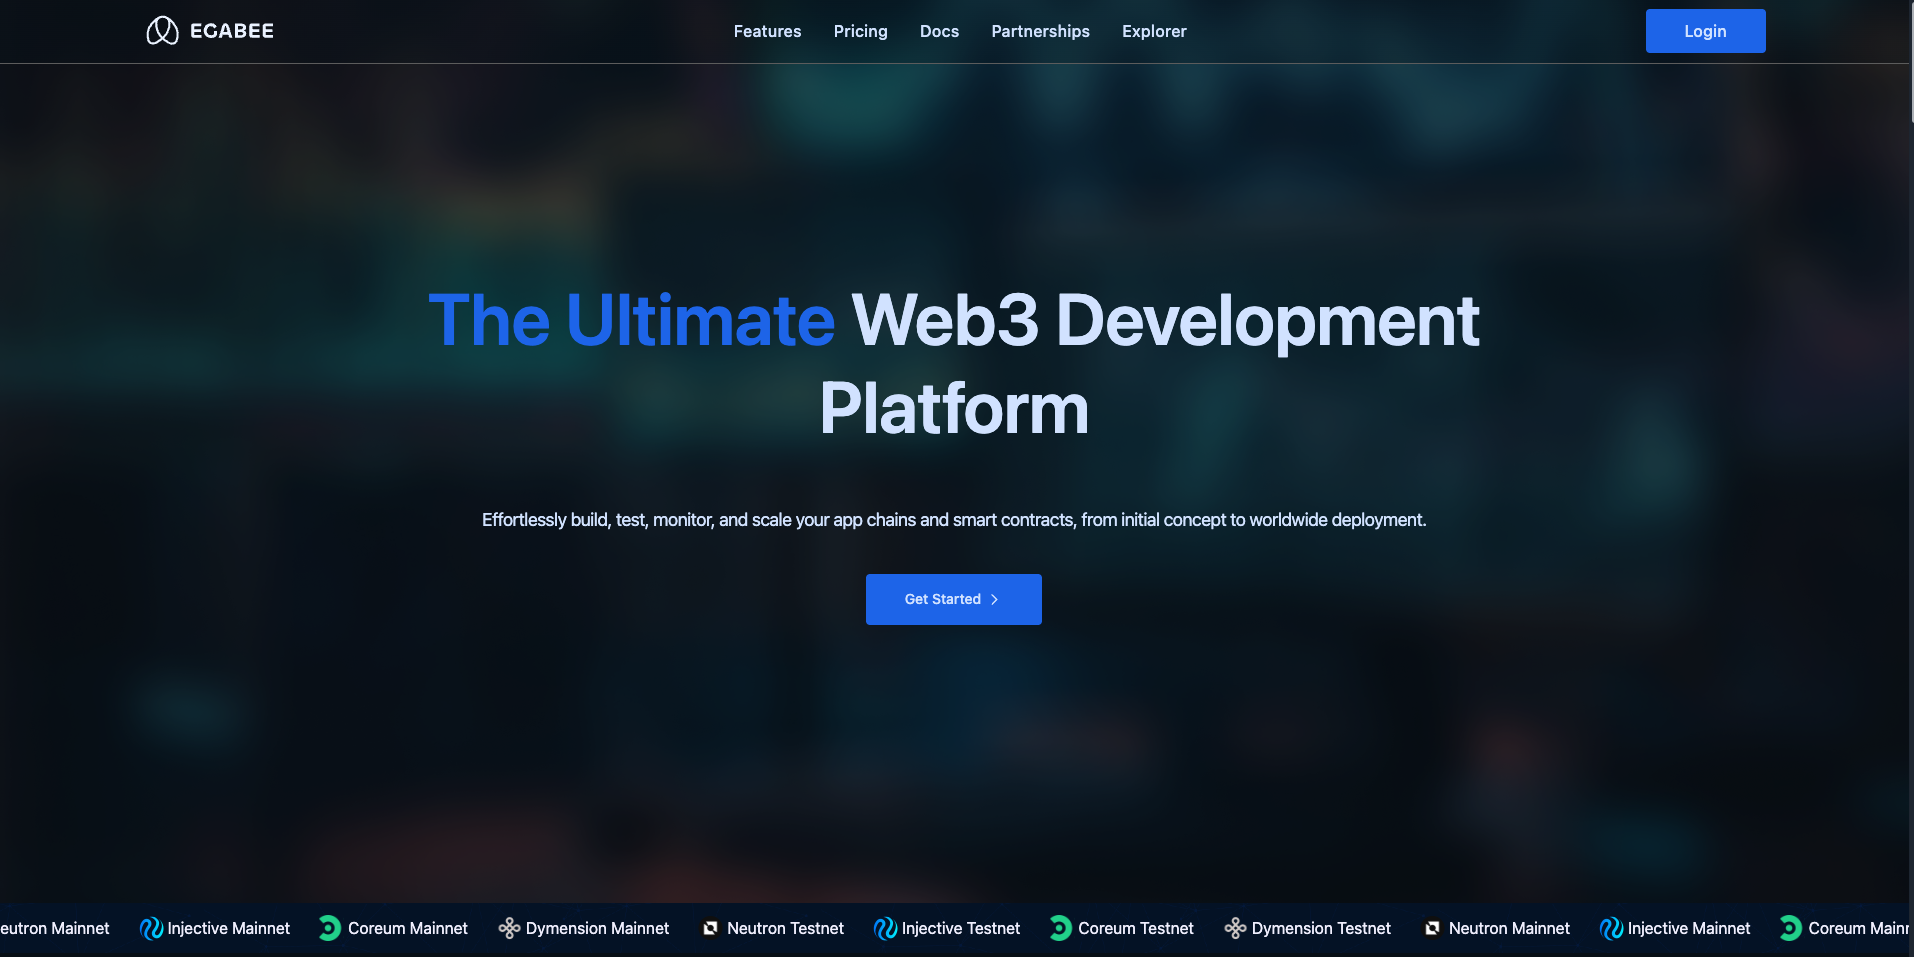 EGABEE
Features Pricing Docs Partnerships Explorer
Login
The Ultimate Web3 Development
Platform
Effortlessly build, test, monitor, and scale your app chains and smart contracts, from initial concept to worldwide deployment.
Get Started
eutron Mainnet Injective Mainnet Coreum Mainnet Dymension Mainnet Neutron Testnet Injective Testnet Coreum Testnet Dymension Testnet Neutron Mainnet Injective Mainnet Coreum Main